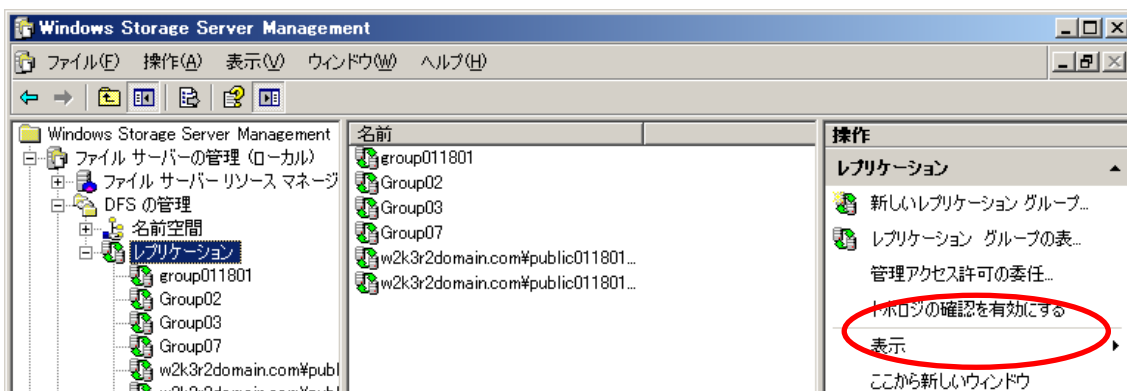 Windows Storage Server Management
ファイル(F) 操作(A) 表示(V) ウィンドウ(W) ヘルプ(H)
Windows Storage Server Management
ファイル サーバーの管理 (ローカル)
ファイル サーバー リソース マネージ
DFS の管理
名前空間
レプリケーション
group011801
Group02
Group03
Group07
w2k3r2domain.com¥publ
名前
group011801
Group02
Group03
Group07
w2k3r2domain.com¥public011801...
w2k3r2domain.com¥public011801...
操作
レプリケーション
新しいレプリケーション グループ...
レプリケーション グループの表...
管理アクセス許可の委任...
トポロジの確認を有効にする
表示
ここから新しいウィンドウ